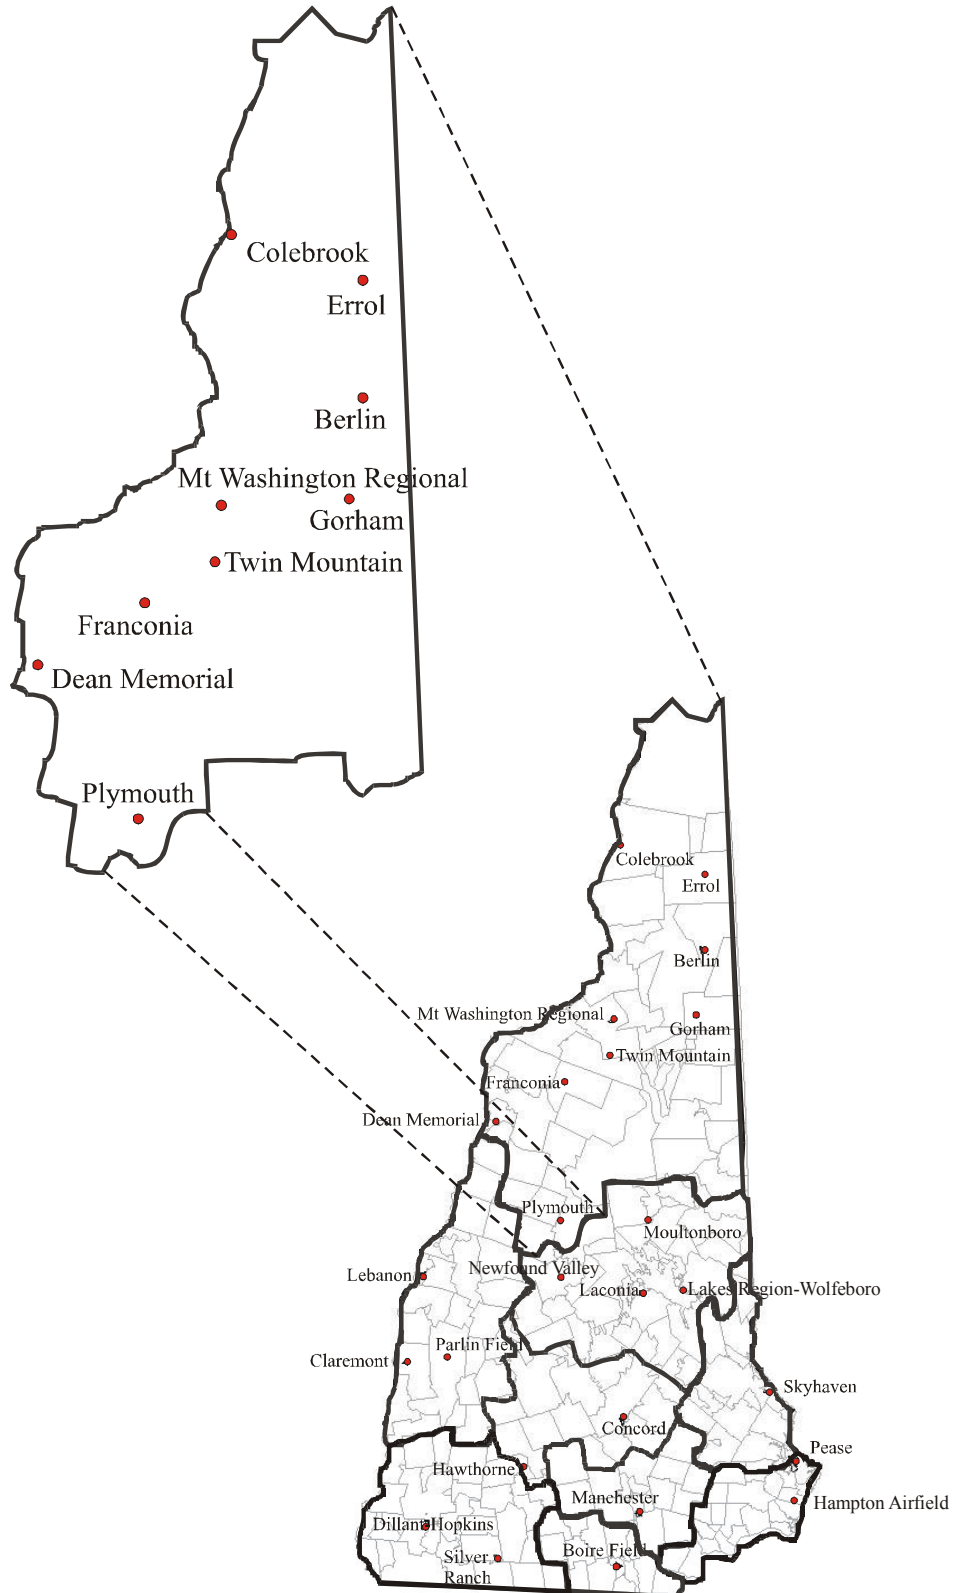 Colebrook
Errol
Berlin
Mt Washington Regional
Gorham
Twin Mountain
Franconia
Dean Memorial
Plymouth
Colebrook
Errol
Berlin
Mt Washington Regional
Gorham
Twin Mountain
Franconia
Dean Memorial
Plymouth
Moultonboro
Newfound Valley
Lebanon
Laconia
Lakes Region-Wolfeboro
Parlin Field
Claremont
Skyhaven
Concord
Pease
Hawthorne
Manchester
Hampton Airfield
Dillant-Hopkins
Boire Field
Silver
Ranch